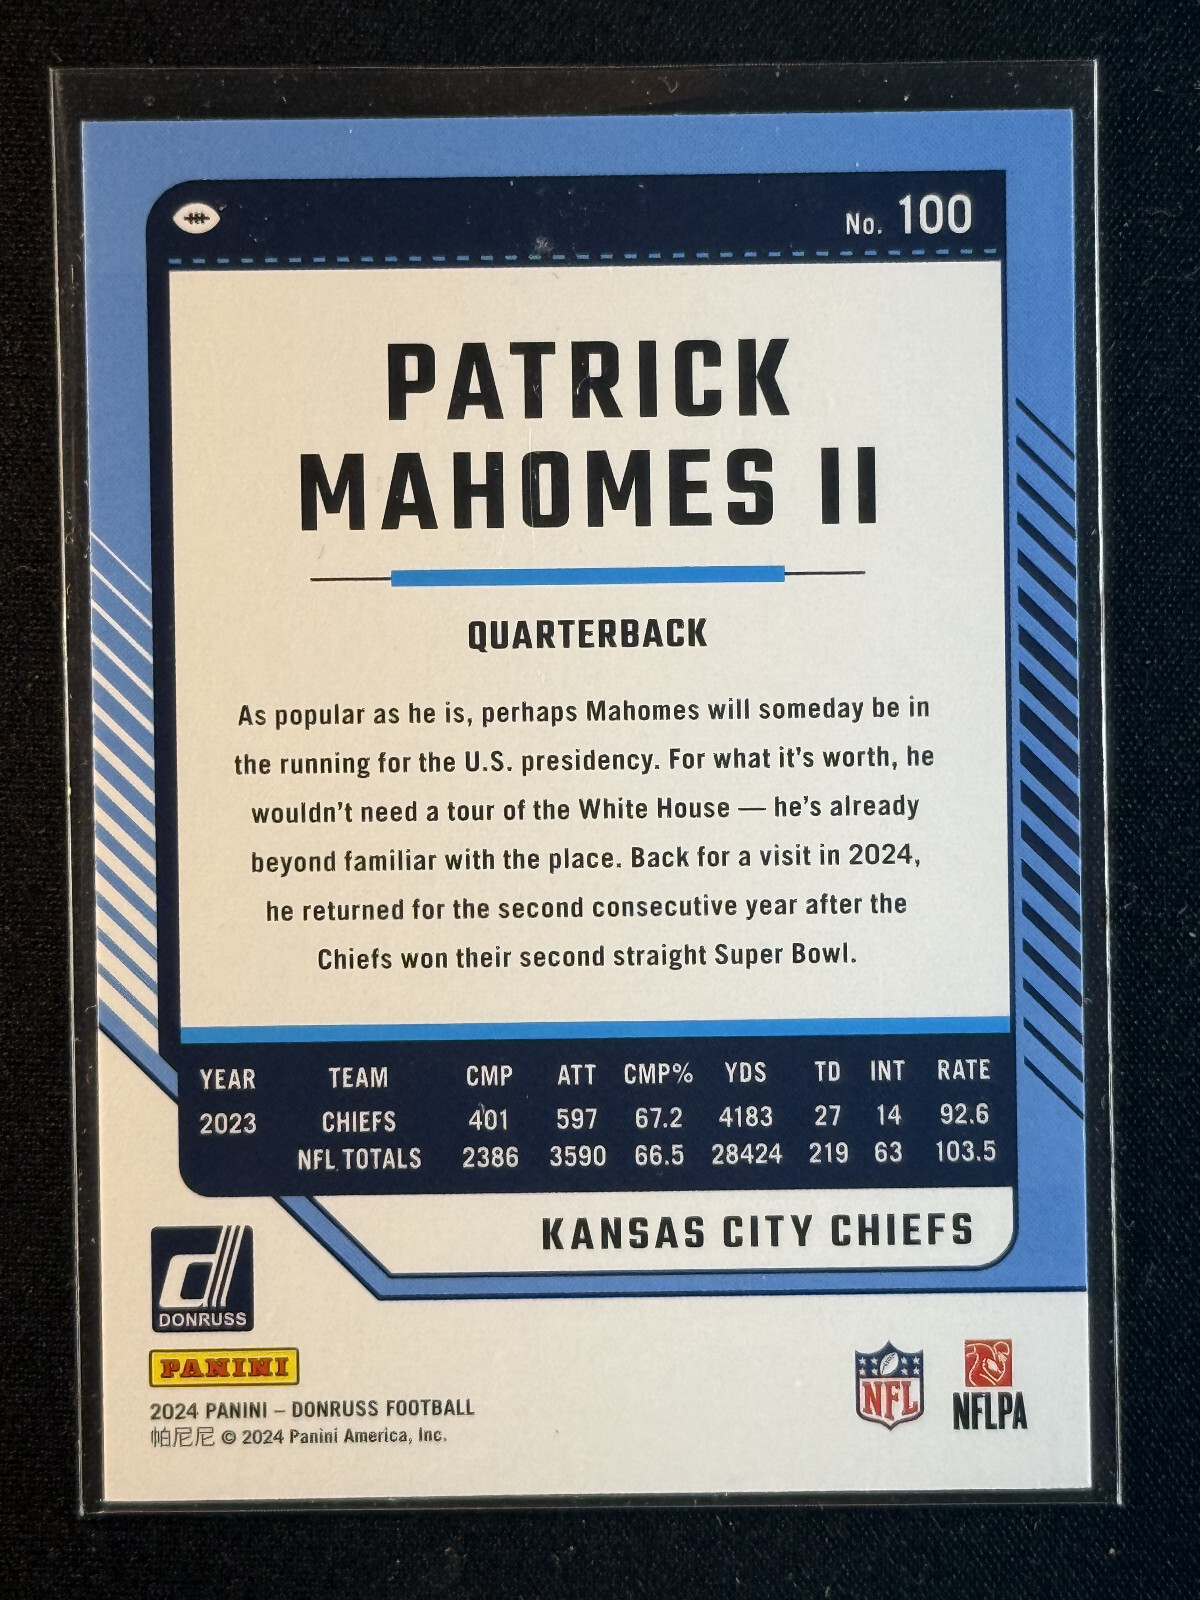 No. 100
PATRICK
MAHOMES II
QUARTERBACK
As popular as he is, perhaps Mahomes will someday be in
the running for the U.S. presidency. For what it's worth, he
wouldn't need a tour of the White House — he's already
beyond familiar with the place. Back for a visit in 2024,
he returned for the second consecutive year after the
Chiefs won their second straight Super Bowl.
YEAR TEAM CMP ATT CMP% YDS TD INT RATE
2023 CHIEFS 401 597 67.2 4183 27 14 92.6
NFL TOTALS 2386 3590 66.5 28424 219 63 103.5
KANSAS CITY CHIEFS
d
DONRUSS
PANINI
2024 PANINI – DONRUSS FOOTBALL
帕尼尼 © 2024 Panini America, Inc.
NFL
NFLPA